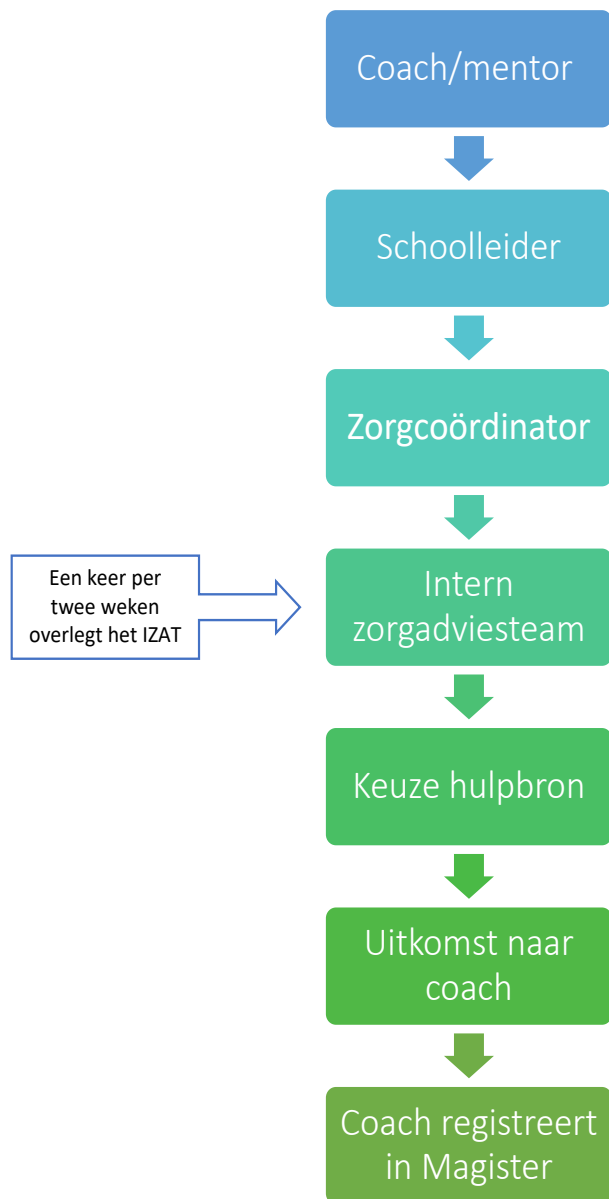 Coach/mentor
Schoolleider
Zorgcoördinator
Een keer per
twee weken
overlegt het IZAT
Intern
zorgadviesteam
Keuze hulpbron
Uitkomst naar
coach
Coach registreert
in Magister